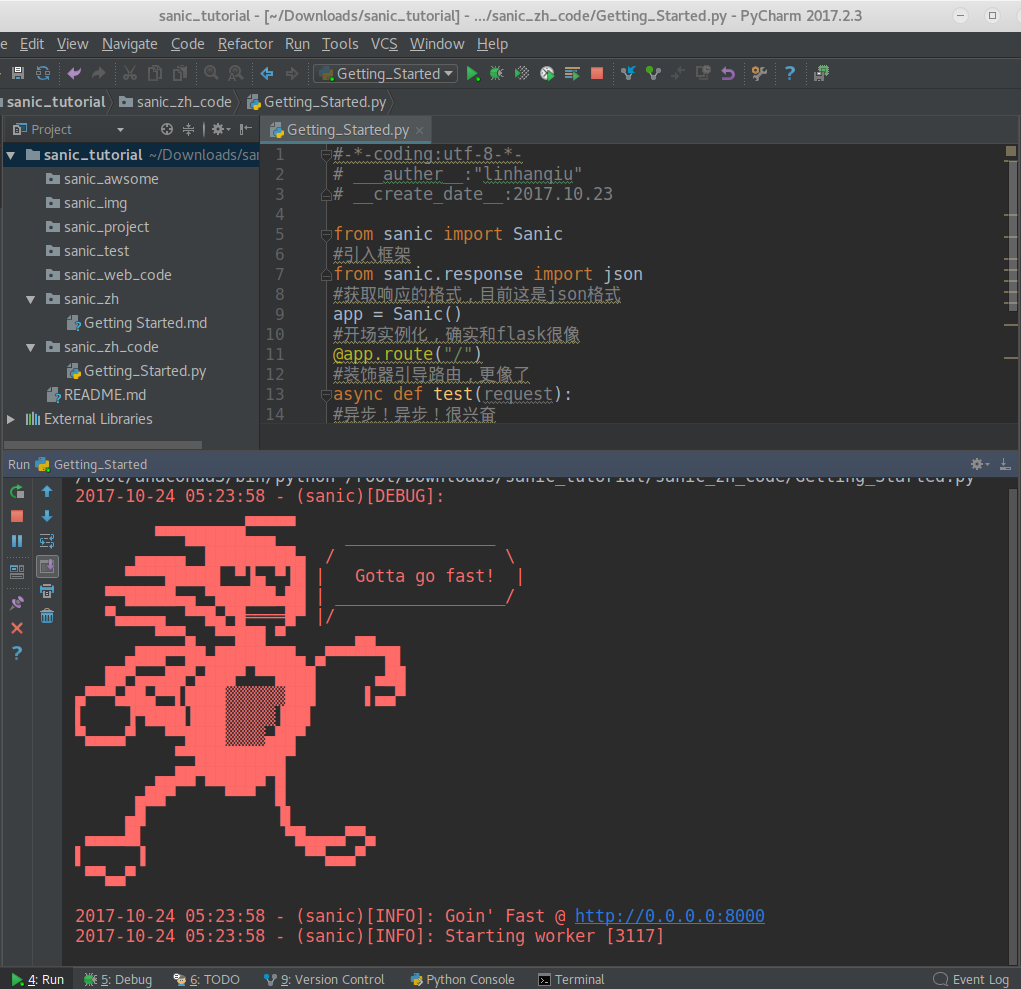 sanic_tutorial - [~/Downloads/sanic_tutorial] - .../sanic_zh_code/Getting_Started.py - PyCharm 2017.2.3
e Edit View Navigate Code Refactor Run Tools VCS Window Help
Getting_Started
sanic_tutorial sanic_zh_code Getting_Started.py
Project
Getting_Started.py
sanic_tutorial ~/Downloads/sa
sanic_awsome
sanic_img
sanic_project
sanic_test
sanic_web_code
sanic_zh
Getting Started.md
sanic_zh_code
Getting_Started.py
README.md
External Libraries
1 #-*-coding:utf-8-*-
2 # ___auther__:"linhanqiu"
3 # __create_date__:2017.10.23
4
5 from sanic import Sanic
6 #引入框架
7 from sanic.response import json
8 #获取响应的格式，目前这是json格式
9 app = Sanic()
10 #开场实例化，确实和flask很像
11 @app.route("/")
12 #装饰器引导路由，更像了
13 async def test(request):
14 #异步！异步！很兴奋
Run Getting_Started
/root/anaconda3/bin/python /root/Downloads/sanic_tutorial/sanic_zh_code/Getting_Started.py
2017-10-24 05:23:58 - (sanic)[DEBUG]:
Gotta go fast!
2017-10-24 05:23:58 - (sanic)[INFO]: Goin' Fast @ http://0.0.0.0:8000
2017-10-24 05:23:58 - (sanic)[INFO]: Starting worker [3117]
4: Run 5: Debug 6: TODO 9: Version Control Python Console Terminal Event Log